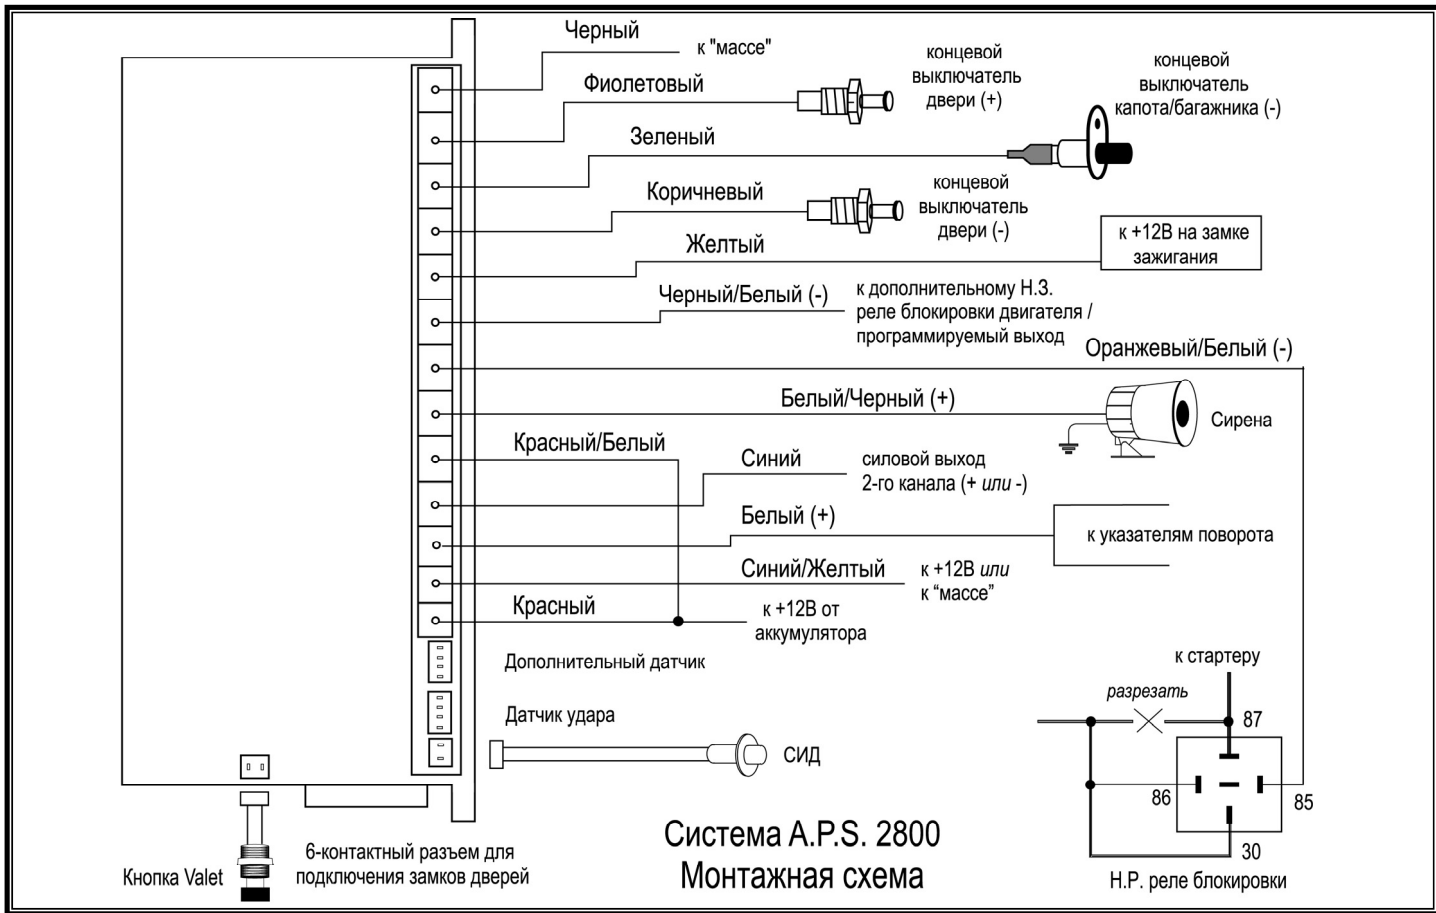 Черный
к "массе"
Фиолетовый
концевой
выключатель
двери (+)
концевой
выключатель
капота/багажника (-)
Зеленый
Коричневый
концевой
выключатель
двери (-)
Желтый
к +12В на замке
зажигания
Черный/Белый (-)
к дополнительному Н.З.
реле блокировки двигателя /
программируемый выход
Оранжевый/Белый (-)
Белый/Черный (+)
Сирена
Красный/Белый
Синий
силовой выход
2-го канала (+ или -)
Белый (+)
к указателям поворота
Синий/Желтый
к +12В или
к “массе”
Красный
к +12В от
аккумулятора
Дополнительный датчик
Датчик удара
СИД
к стартеру
разрезать
87
86
85
30
Н.Р. реле блокировки
Кнопка Valet
6-контактный разъем для
подключения замков дверей
Система A.P.S. 2800
Монтажная схема